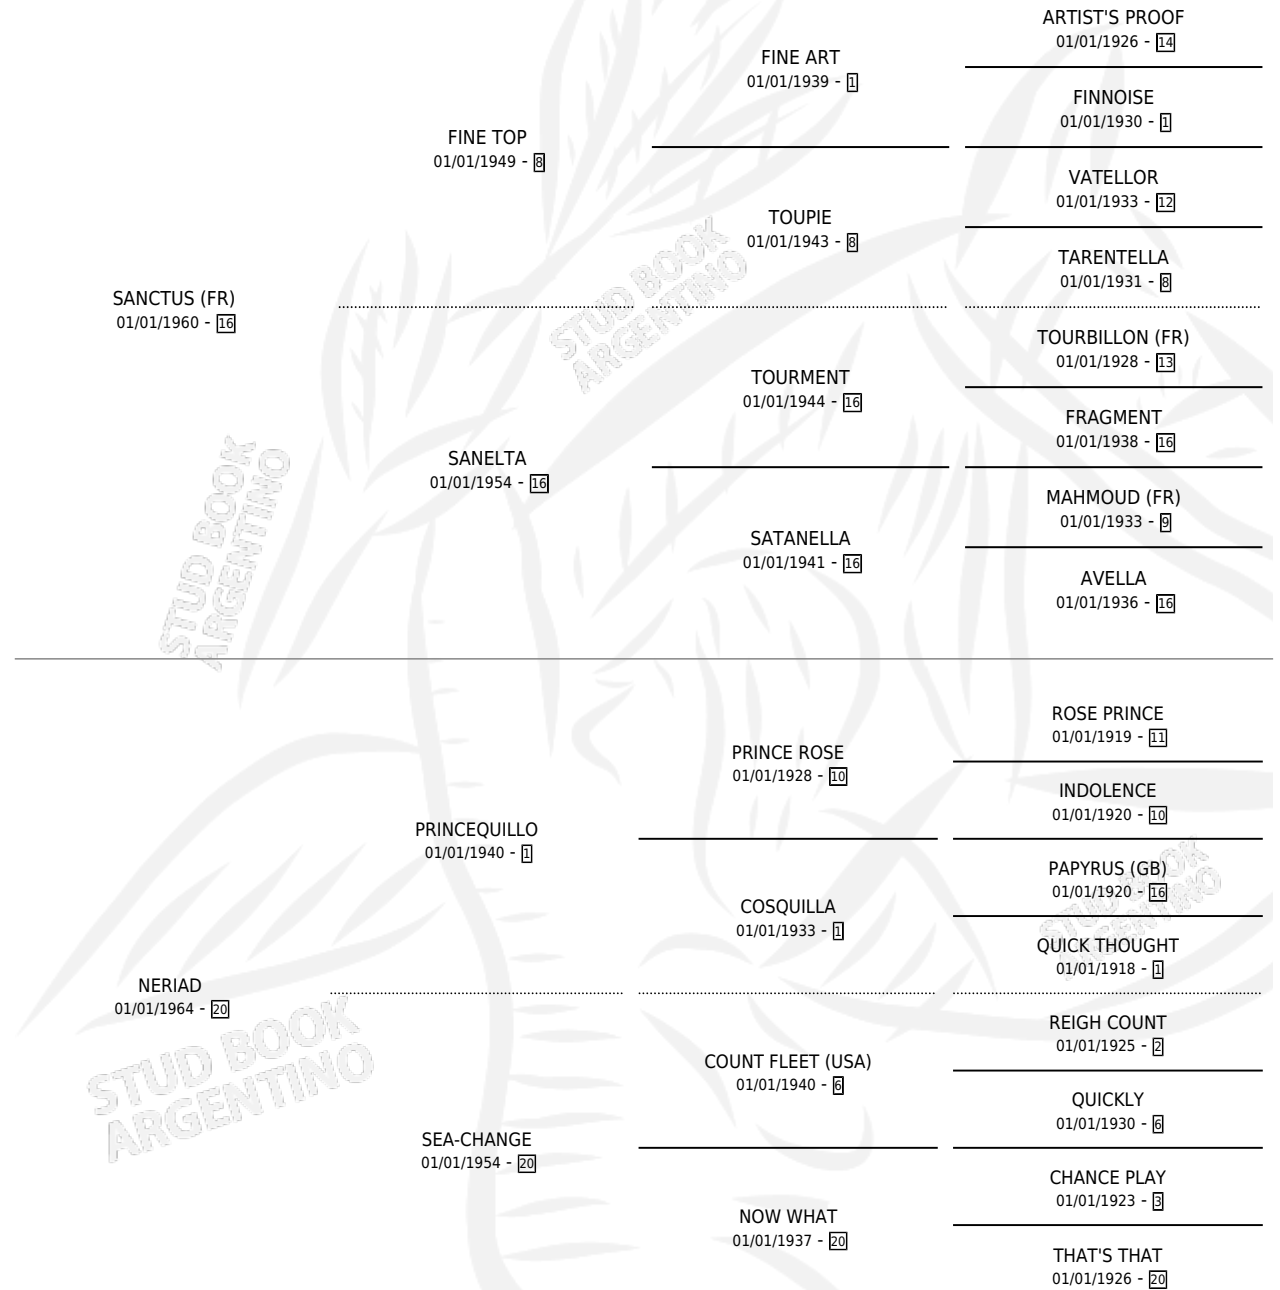 ARTIST'S PROOF
01/01/1926 - 14
FINE ART
01/01/1939 - 1
FINNOISE
01/01/1930 - 1
FINE TOP
01/01/1949 - 8
VATELLOR
01/01/1933 - 12
TOUPIE
01/01/1943 - 8
TARENTELLA
01/01/1931 - 8
SANCTUS (FR)
01/01/1960 - 16
STUD BOOK
ARGENTINO
TOURBILLON (FR)
01/01/1928 - 13
TOURMENT
01/01/1944 - 16
FRAGMENT
01/01/1938 - 16
SANELTA
01/01/1954 - 16
MAHMOUD (FR)
01/01/1933 - 9
SATANELLA
01/01/1941 - 16
AVELLA
01/01/1936 - 16
STUD BOOK
ARGENTINO
ROSE PRINCE
01/01/1919 - 11
PRINCE ROSE
01/01/1928 - 10
INDOLENCE
01/01/1920 - 10
PRINCEQUILLO
01/01/1940 - 1
PAPYRUS (GB)
01/01/1920 - 16
COSQUILLA
01/01/1933 - 1
STUD BOOK
ARGENTINO
QUICK THOUGHT
01/01/1918 - 1
NERIAD
01/01/1964 - 20
STUD BOOK
ARGENTINO
REIGH COUNT
01/01/1925 - 2
COUNT FLEET (USA)
01/01/1940 - 6
QUICKLY
01/01/1930 - 6
SEA-CHANGE
01/01/1954 - 20
CHANCE PLAY
01/01/1923 - 3
NOW WHAT
01/01/1937 - 20
THAT'S THAT
01/01/1926 - 20